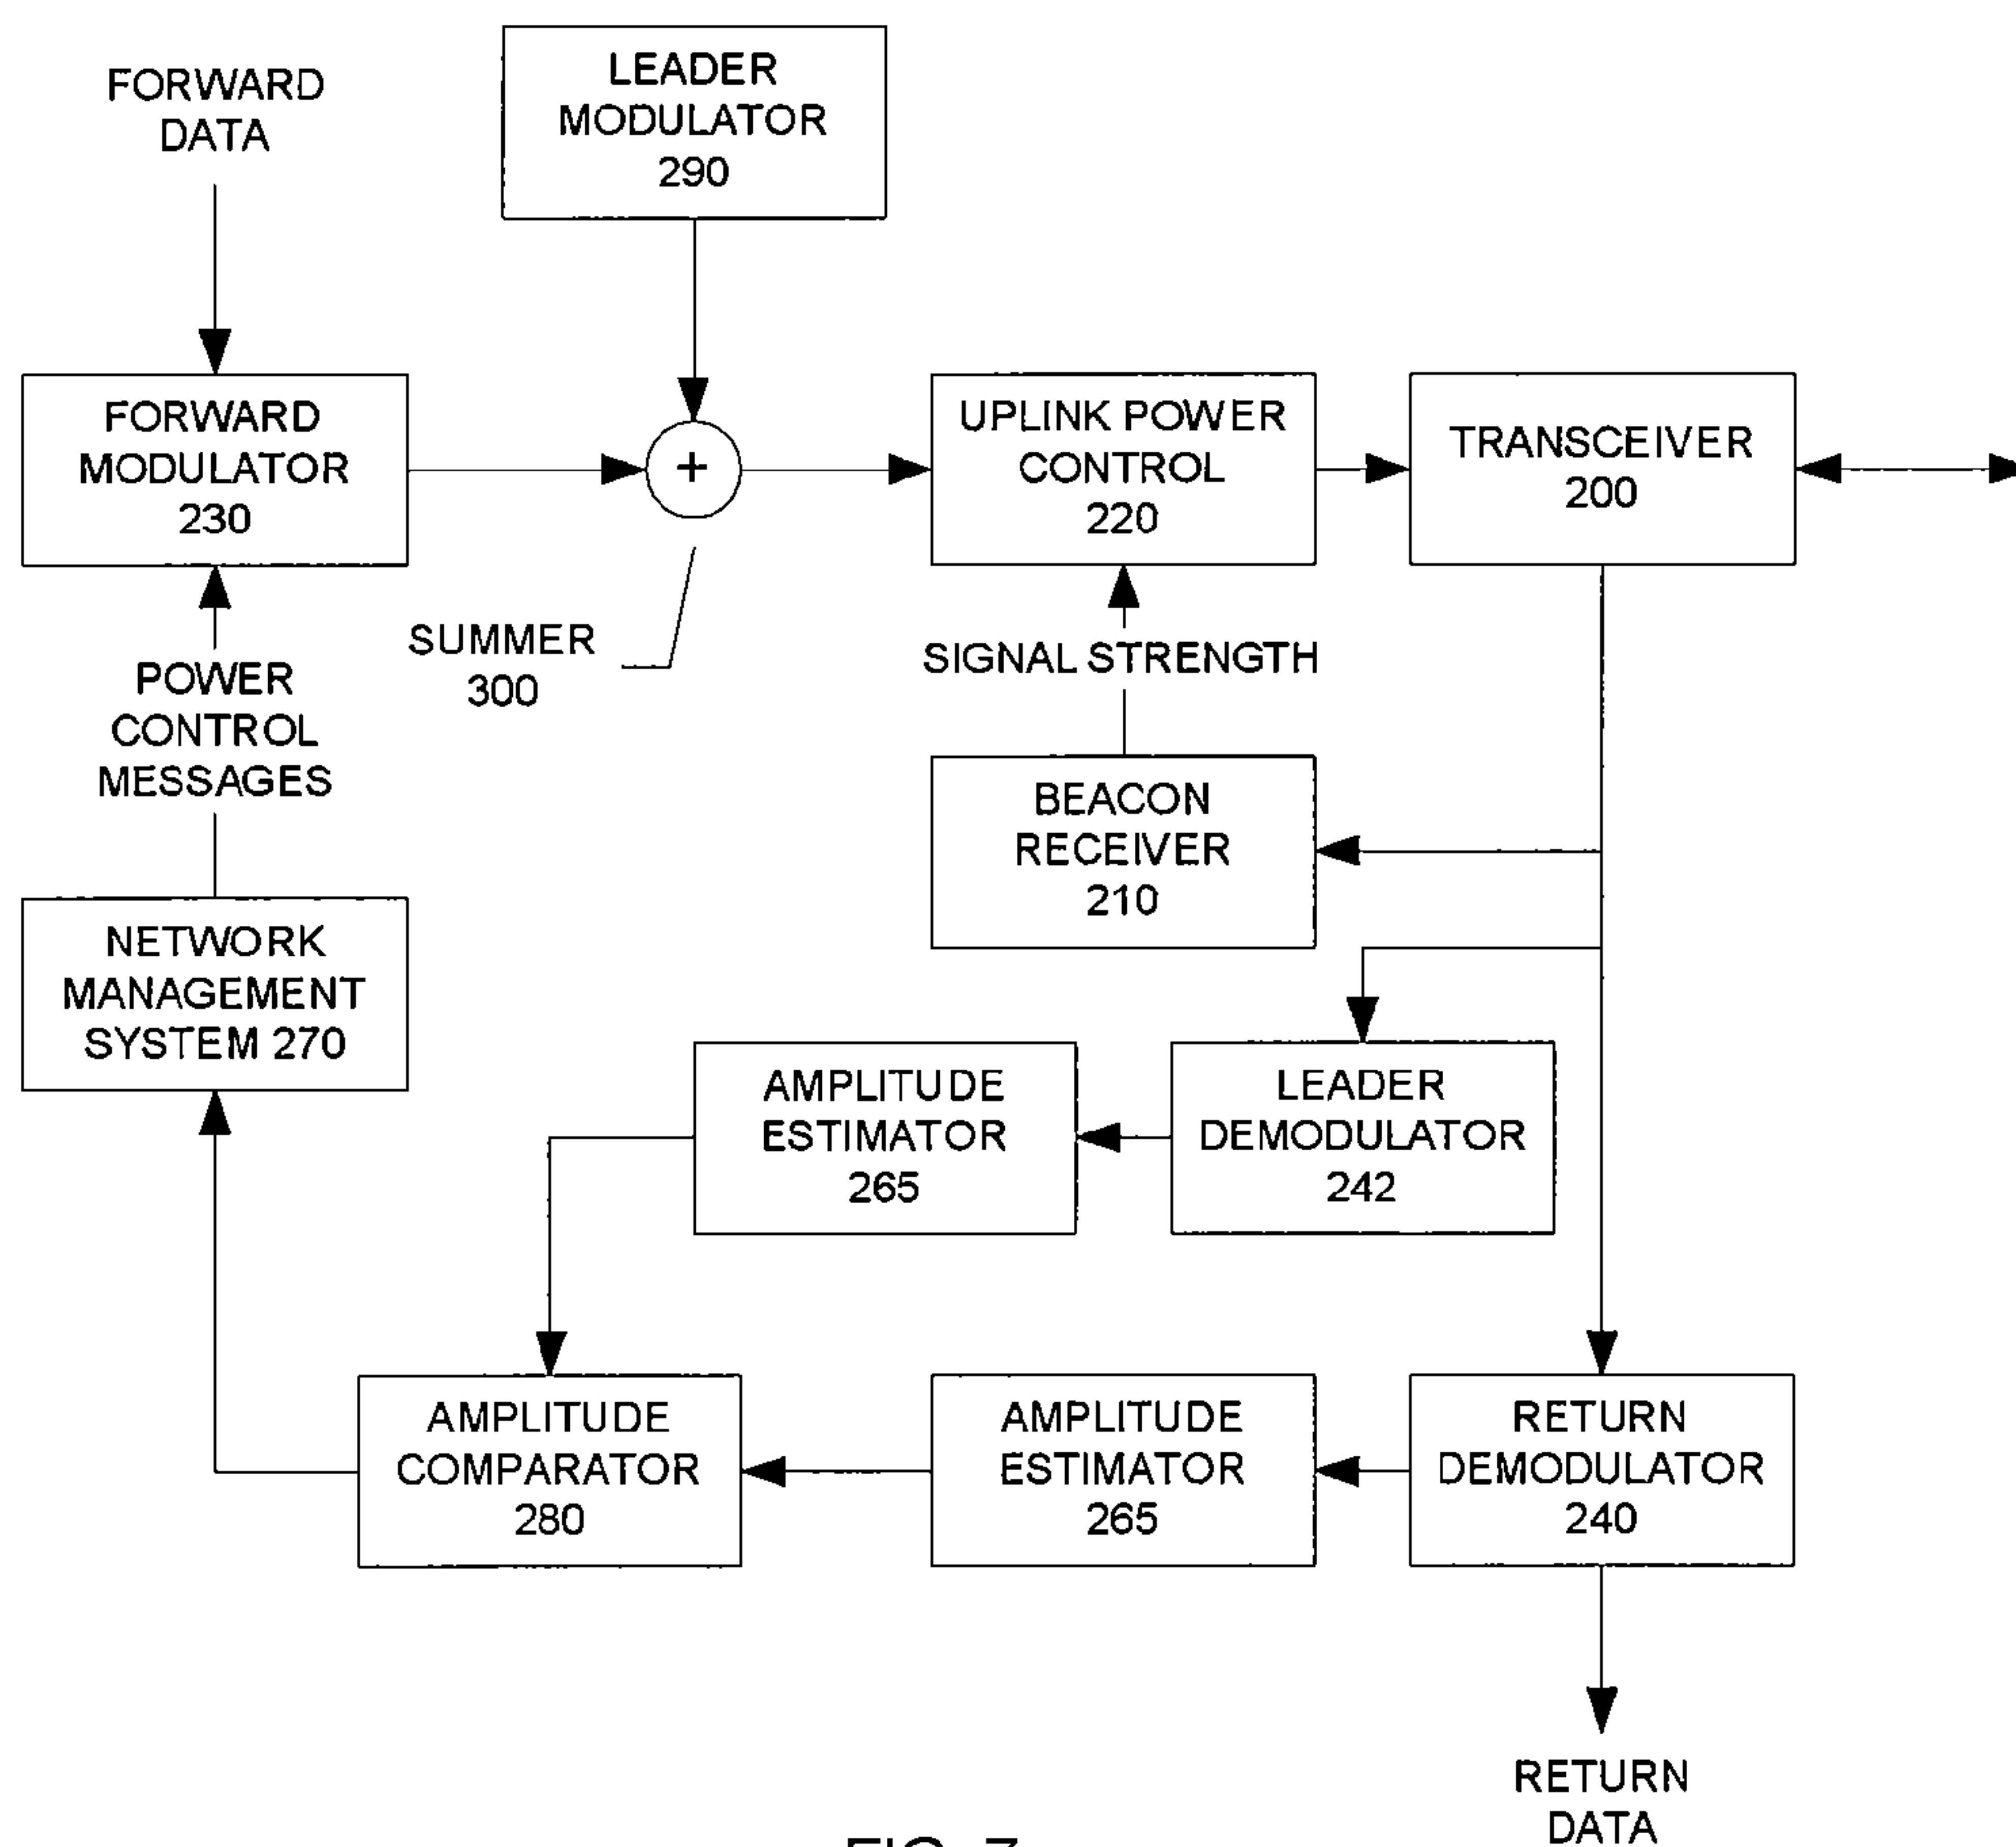 LEADER
MODULATOR
290
FORWARD
DATA
FORWARD
MODULATOR
230
+
UPLINK POWER
CONTROL
220
TRANSCEIVER
200
SUMMER
300
SIGNAL STRENGTH
POWER
CONTROL
MESSAGES
BEACON
RECEIVER
210
NETWORK
MANAGEMENT
SYSTEM 270
AMPLITUDE
ESTIMATOR
265
LEADER
DEMODULATOR
242
AMPLITUDE
COMPARATOR
280
AMPLITUDE
ESTIMATOR
265
RETURN
DEMODULATOR
240
RETURN
DATA